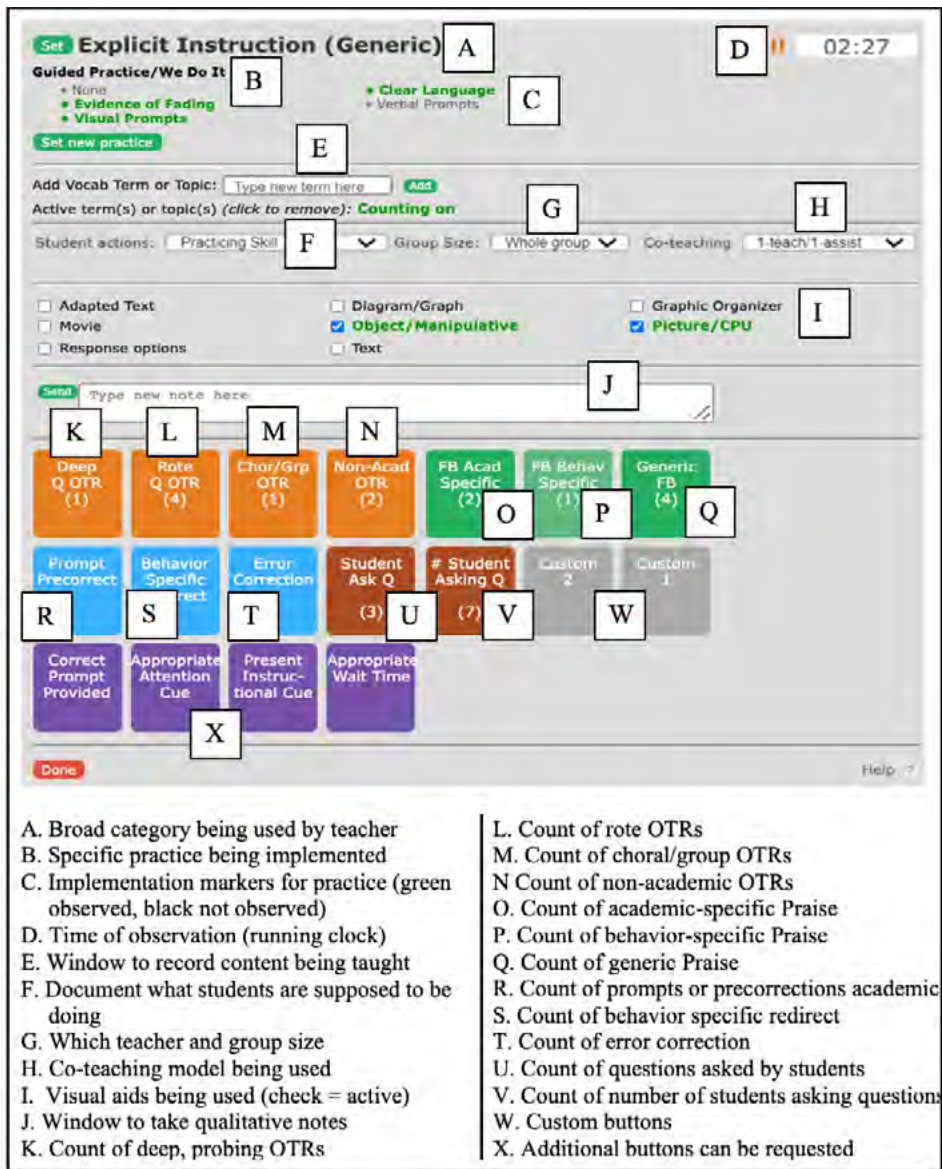 Set Explicit Instruction (Generic) A D 02:27
Guided Practice/We Do It B
None Clear Language C
Evidence of Fading Verbal Prompts
Visual Prompts
Set new practice
E
Add Vocab Term or Topic: Type new term here Add
Active term(s) or topic(s) (click to remove): Counting on G H
Student actions: Practicing Skill F Group Size: Whole group Co-teaching 1-teach/1-assist
Adapted Text Diagram/Graph Graphic Organizer I
Movie Object/Manipulative Picture/CPU
Response options Text
Send Type new note here J
K L M N
Deep Q OTR (1)
Rote Q OTR (4)
Chor/Grp OTR (1)
Non-Acad OTR (2)
FB Acad Specific (2) O
FB Behav Specific (1) P
Generic FB (4) Q
Prompt Precorrect R
Behavior Specific S
Error Correction T
Student Ask Q (3) U
# Student Asking Q (7) V
Custom 2 W
Custom 1
Correct Prompt Provided
Appropriate Attention Cue X
Present Instruc-tional Cue
Appropriate Wait Time
Done Help ?
A. Broad category being used by teacher
B. Specific practice being implemented
C. Implementation markers for practice (green
observed, black not observed)
D. Time of observation (running clock)
E. Window to record content being taught
F. Document what students are supposed to be
doing
G. Which teacher and group size
H. Co-teaching model being used
I. Visual aids being used (check = active)
J. Window to take qualitative notes
K. Count of deep, probing OTRs
L. Count of rote OTRs
M. Count of choral/group OTRs
N Count of non-academic OTRs
O. Count of academic-specific Praise
P. Count of behavior-specific Praise
Q. Count of generic Praise
R. Count of prompts or precorrections academic
S. Count of behavior specific redirect
T. Count of error correction
U. Count of questions asked by students
V. Count of number of students asking questions
W. Custom buttons
X. Additional buttons can be requested